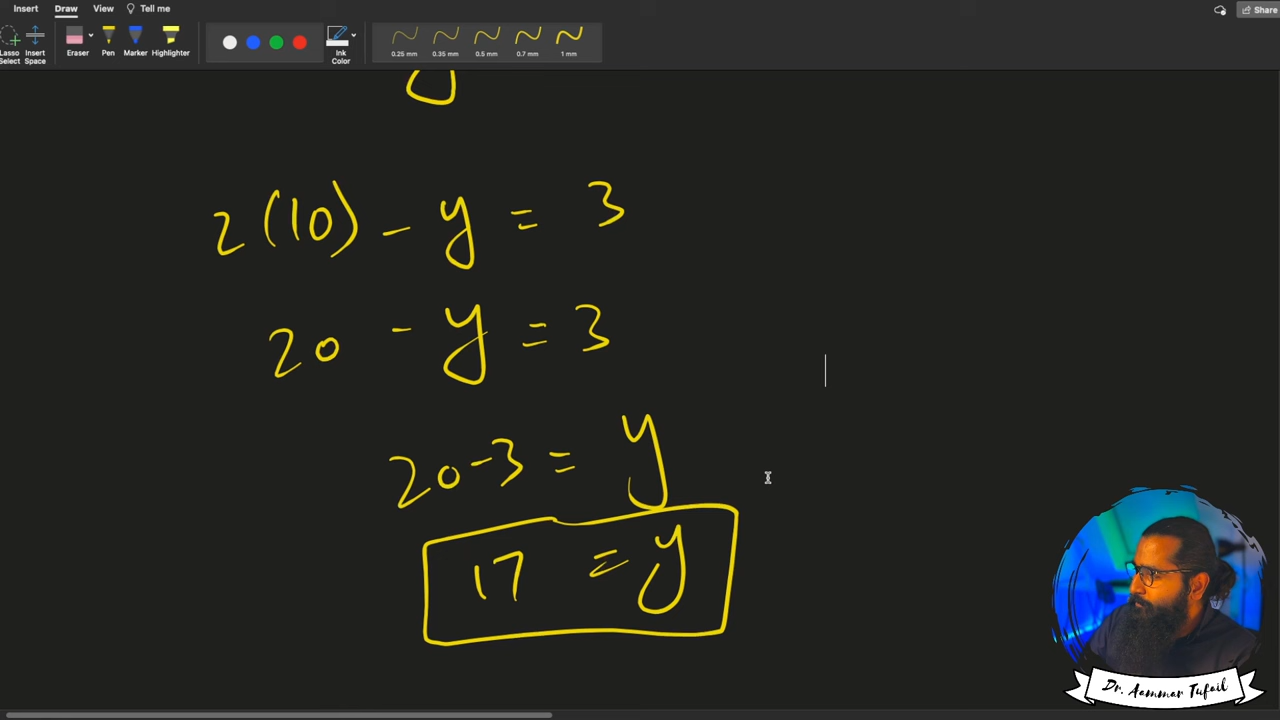 Insert Draw View Tell me Share
Lasso Select Insert Space Eraser Pen Marker Highlighter Ink Color 0.25 mm 0.35 mm 0.5 mm 0.7 mm 1 mm
2(10) - y = 3
20 - y = 3
20-3 = y
17 = y
Dr. Aammar Tufail